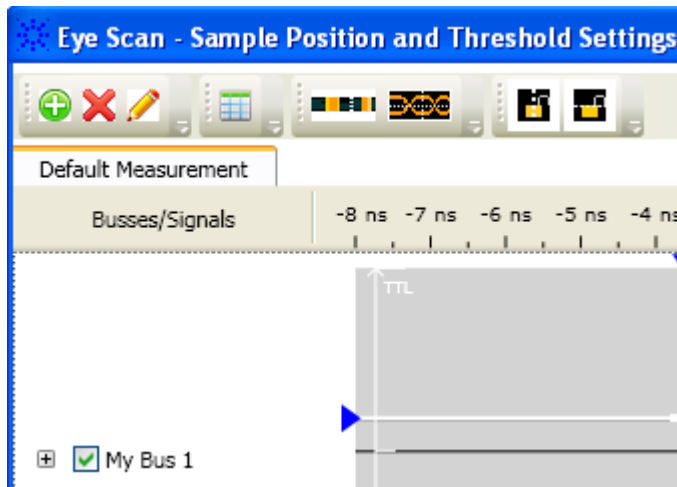 Eye Scan - Sample Position and Threshold Settings
Default Measurement
Busses/Signals
-8 ns -7 ns -6 ns -5 ns -4 ns
TTL
My Bus 1